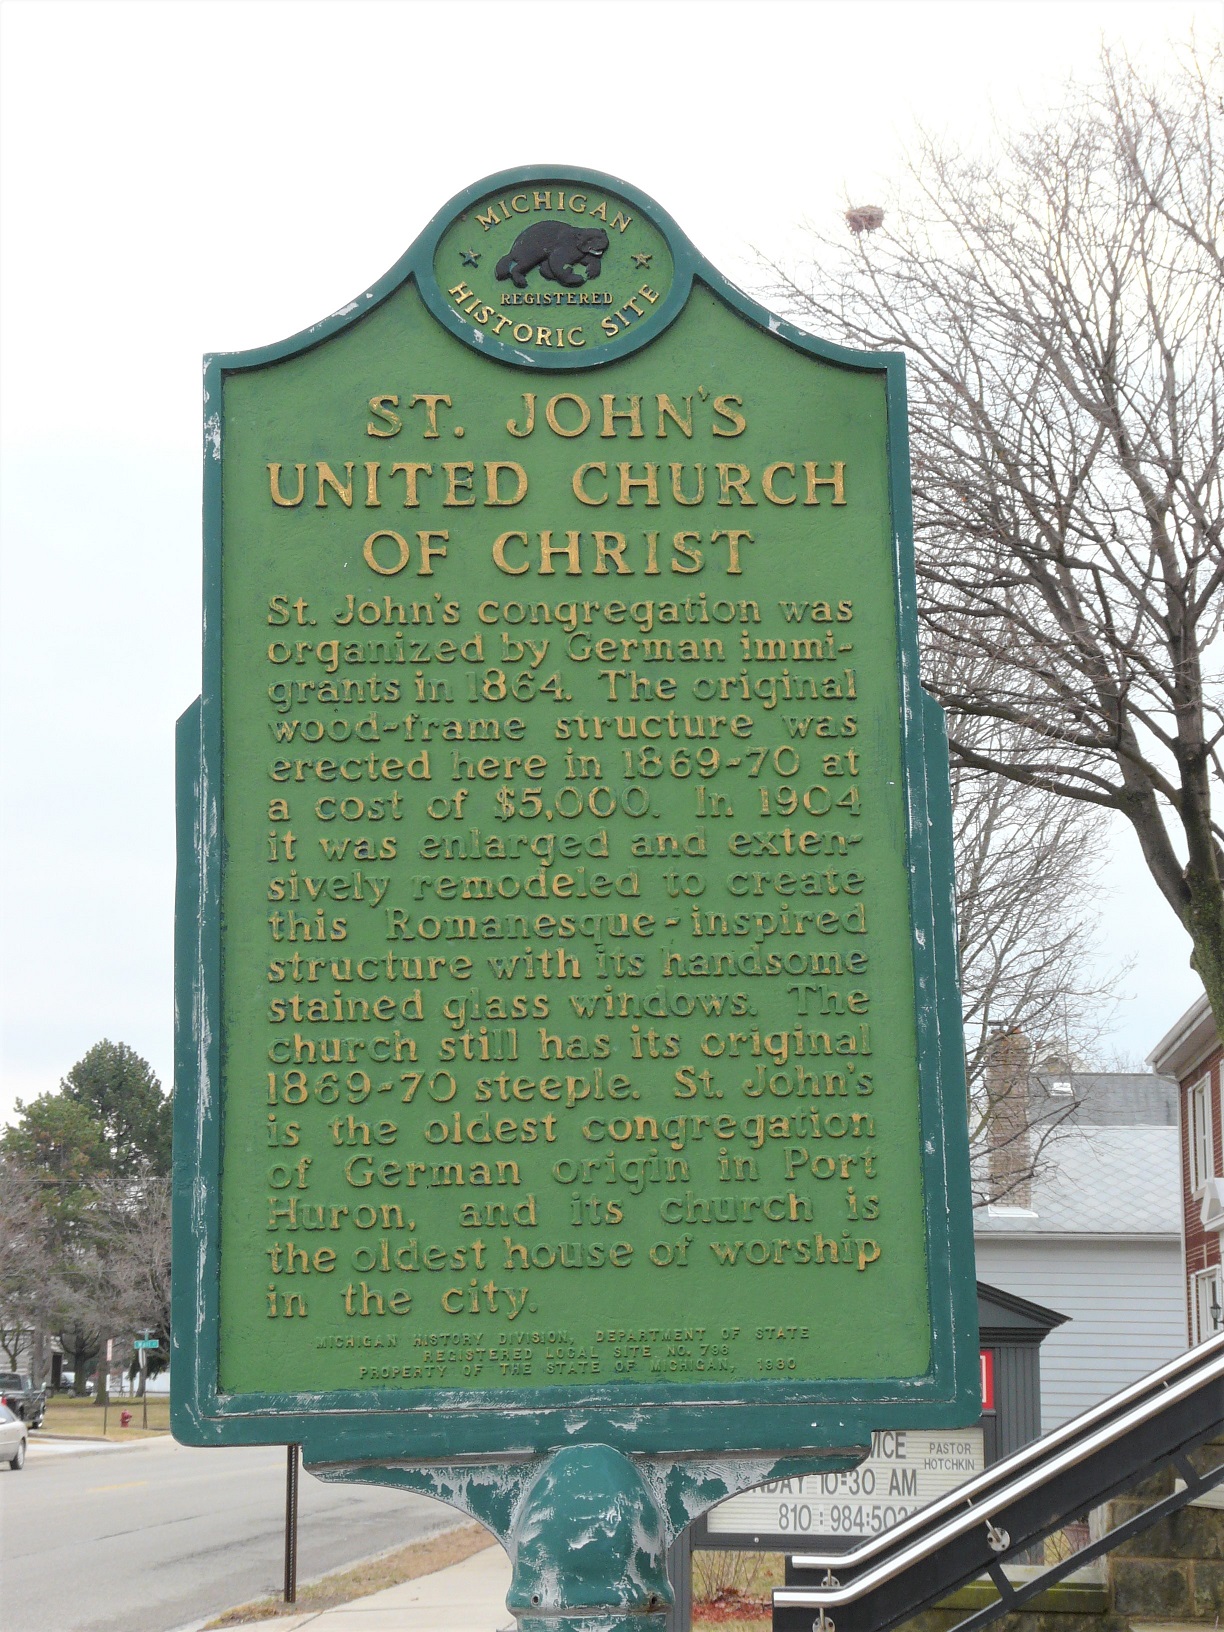 MICHIGAN
REGISTERED
HISTORIC SITE
ST. JOHN'S
UNITED CHURCH
OF CHRIST
St. John's congregation was
organized by German immi-
grants in 1864. The original
wood-frame structure was
erected here in 1869-70 at
a cost of $5,000. In 1904
it was enlarged and exten-
sively remodeled to create
this Romanesque-inspired
structure with its handsome
stained glass windows. The
church still has its original
1869-70 steeple. St. John's
is the oldest congregation
of German origin in Port
Huron, and its church is
the oldest house of worship
in the city.
MICHIGAN HISTORY DIVISION, DEPARTMENT OF STATE
REGISTERED LOCAL SITE NO. 798
PROPERTY OF THE STATE OF MICHIGAN, 1980
PASTOR
HOTCHKIN
10:30 AM
810:984:50